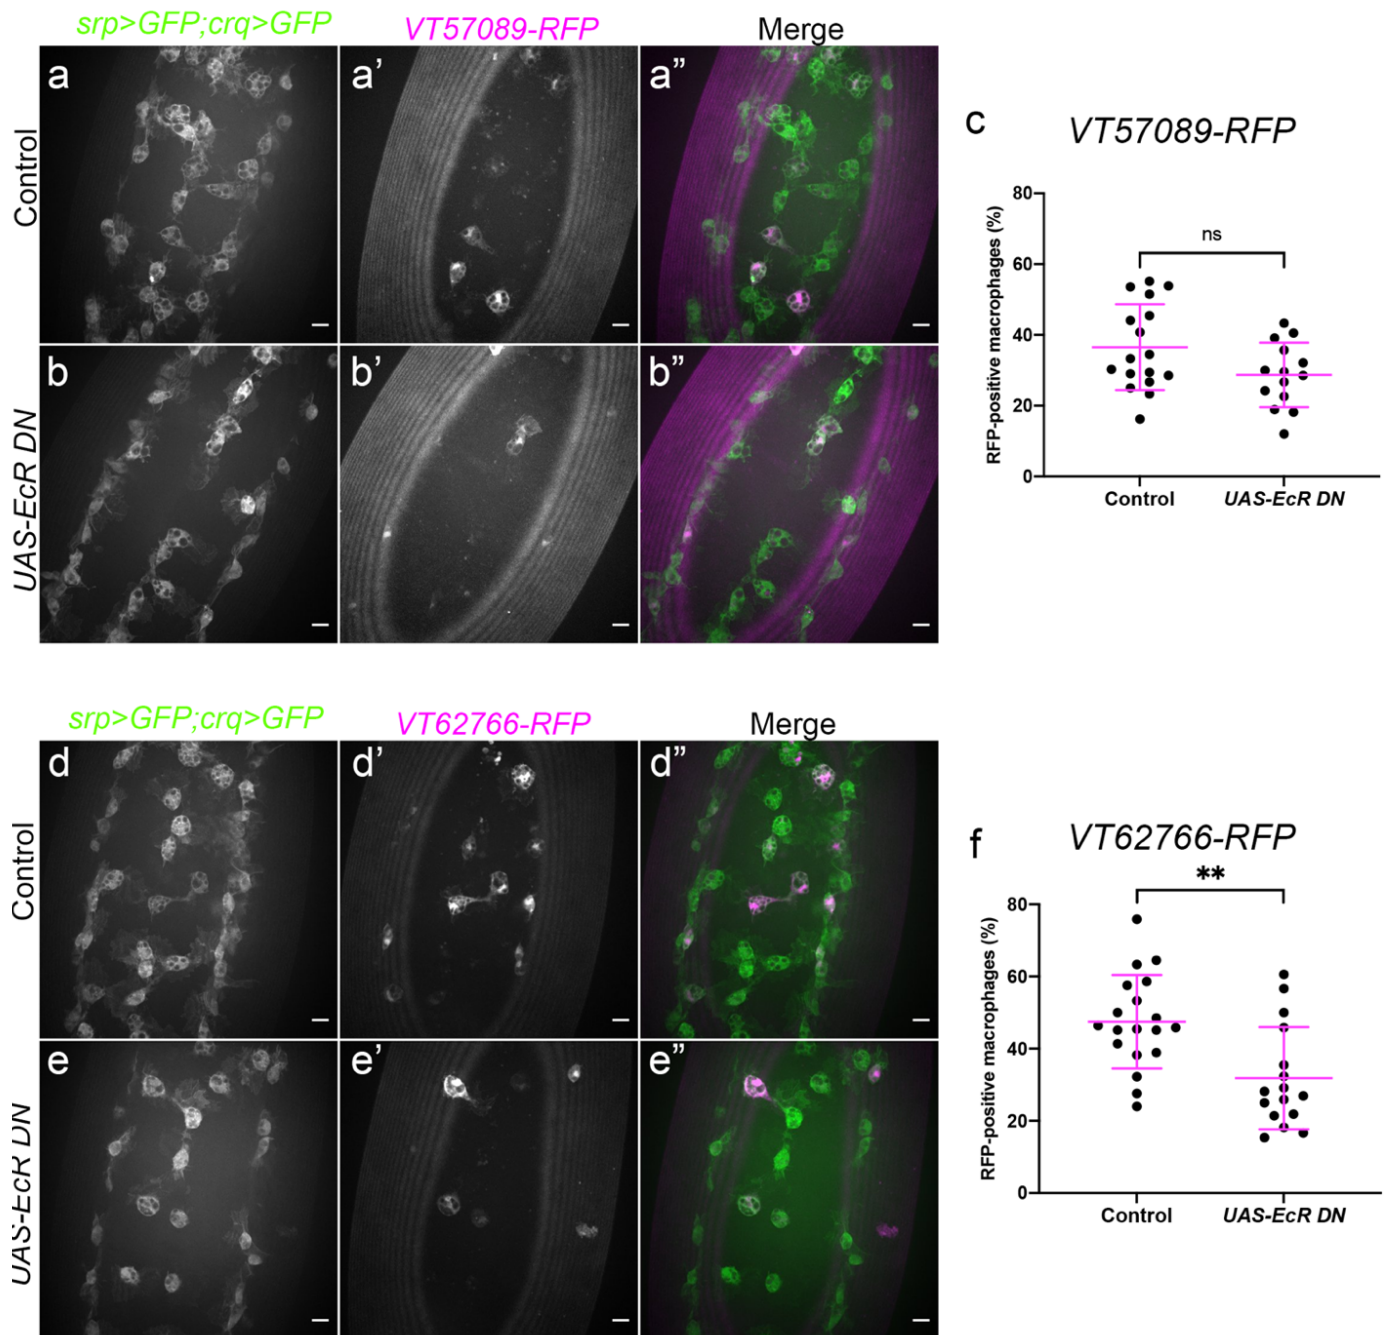 srp>GFP;crq>GFP VT57089-RFP Merge
Control
a a’ a”
UAS-EcR DN
b b’ b”
c VT57089-RFP
RFP-positive macrophages (%)
80
60
40
20
0
ns
Control UAS-EcR DN
srp>GFP;crq>GFP VT62766-RFP Merge
Control
d d’ d”
UAS-EcR DN
e e’ e”
f VT62766-RFP
RFP-positive macrophages (%)
80
60
40
20
0
**
Control UAS-EcR DN